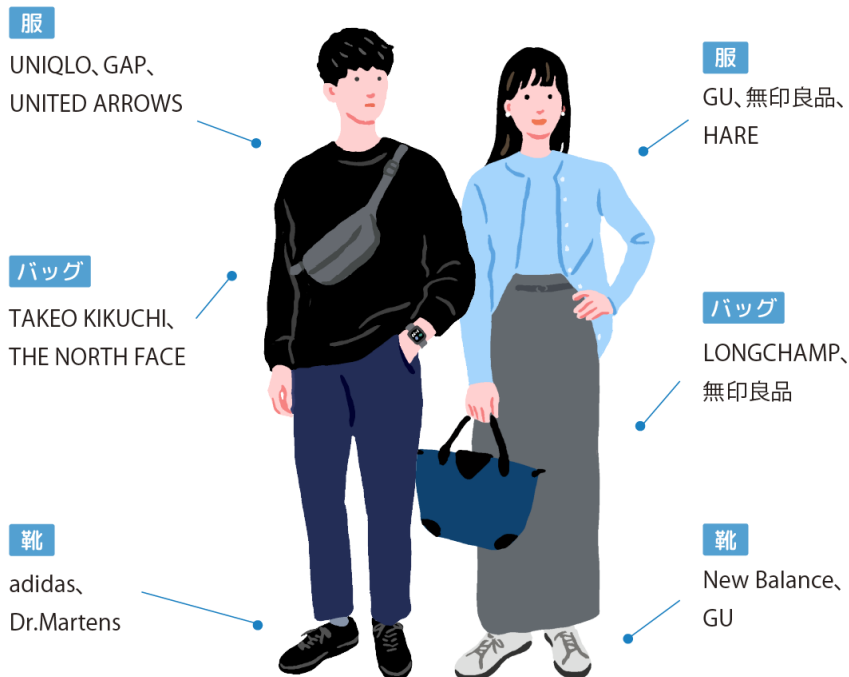 服
UNIQLO、GAP、
UNITED ARROWS
バッグ
TAKEO KIKUCHI、
THE NORTH FACE
靴
adidas、
Dr.Martens
服
GU、無印良品、
HARE
バッグ
LONGCHAMP、
無印良品
靴
New Balance、
GU